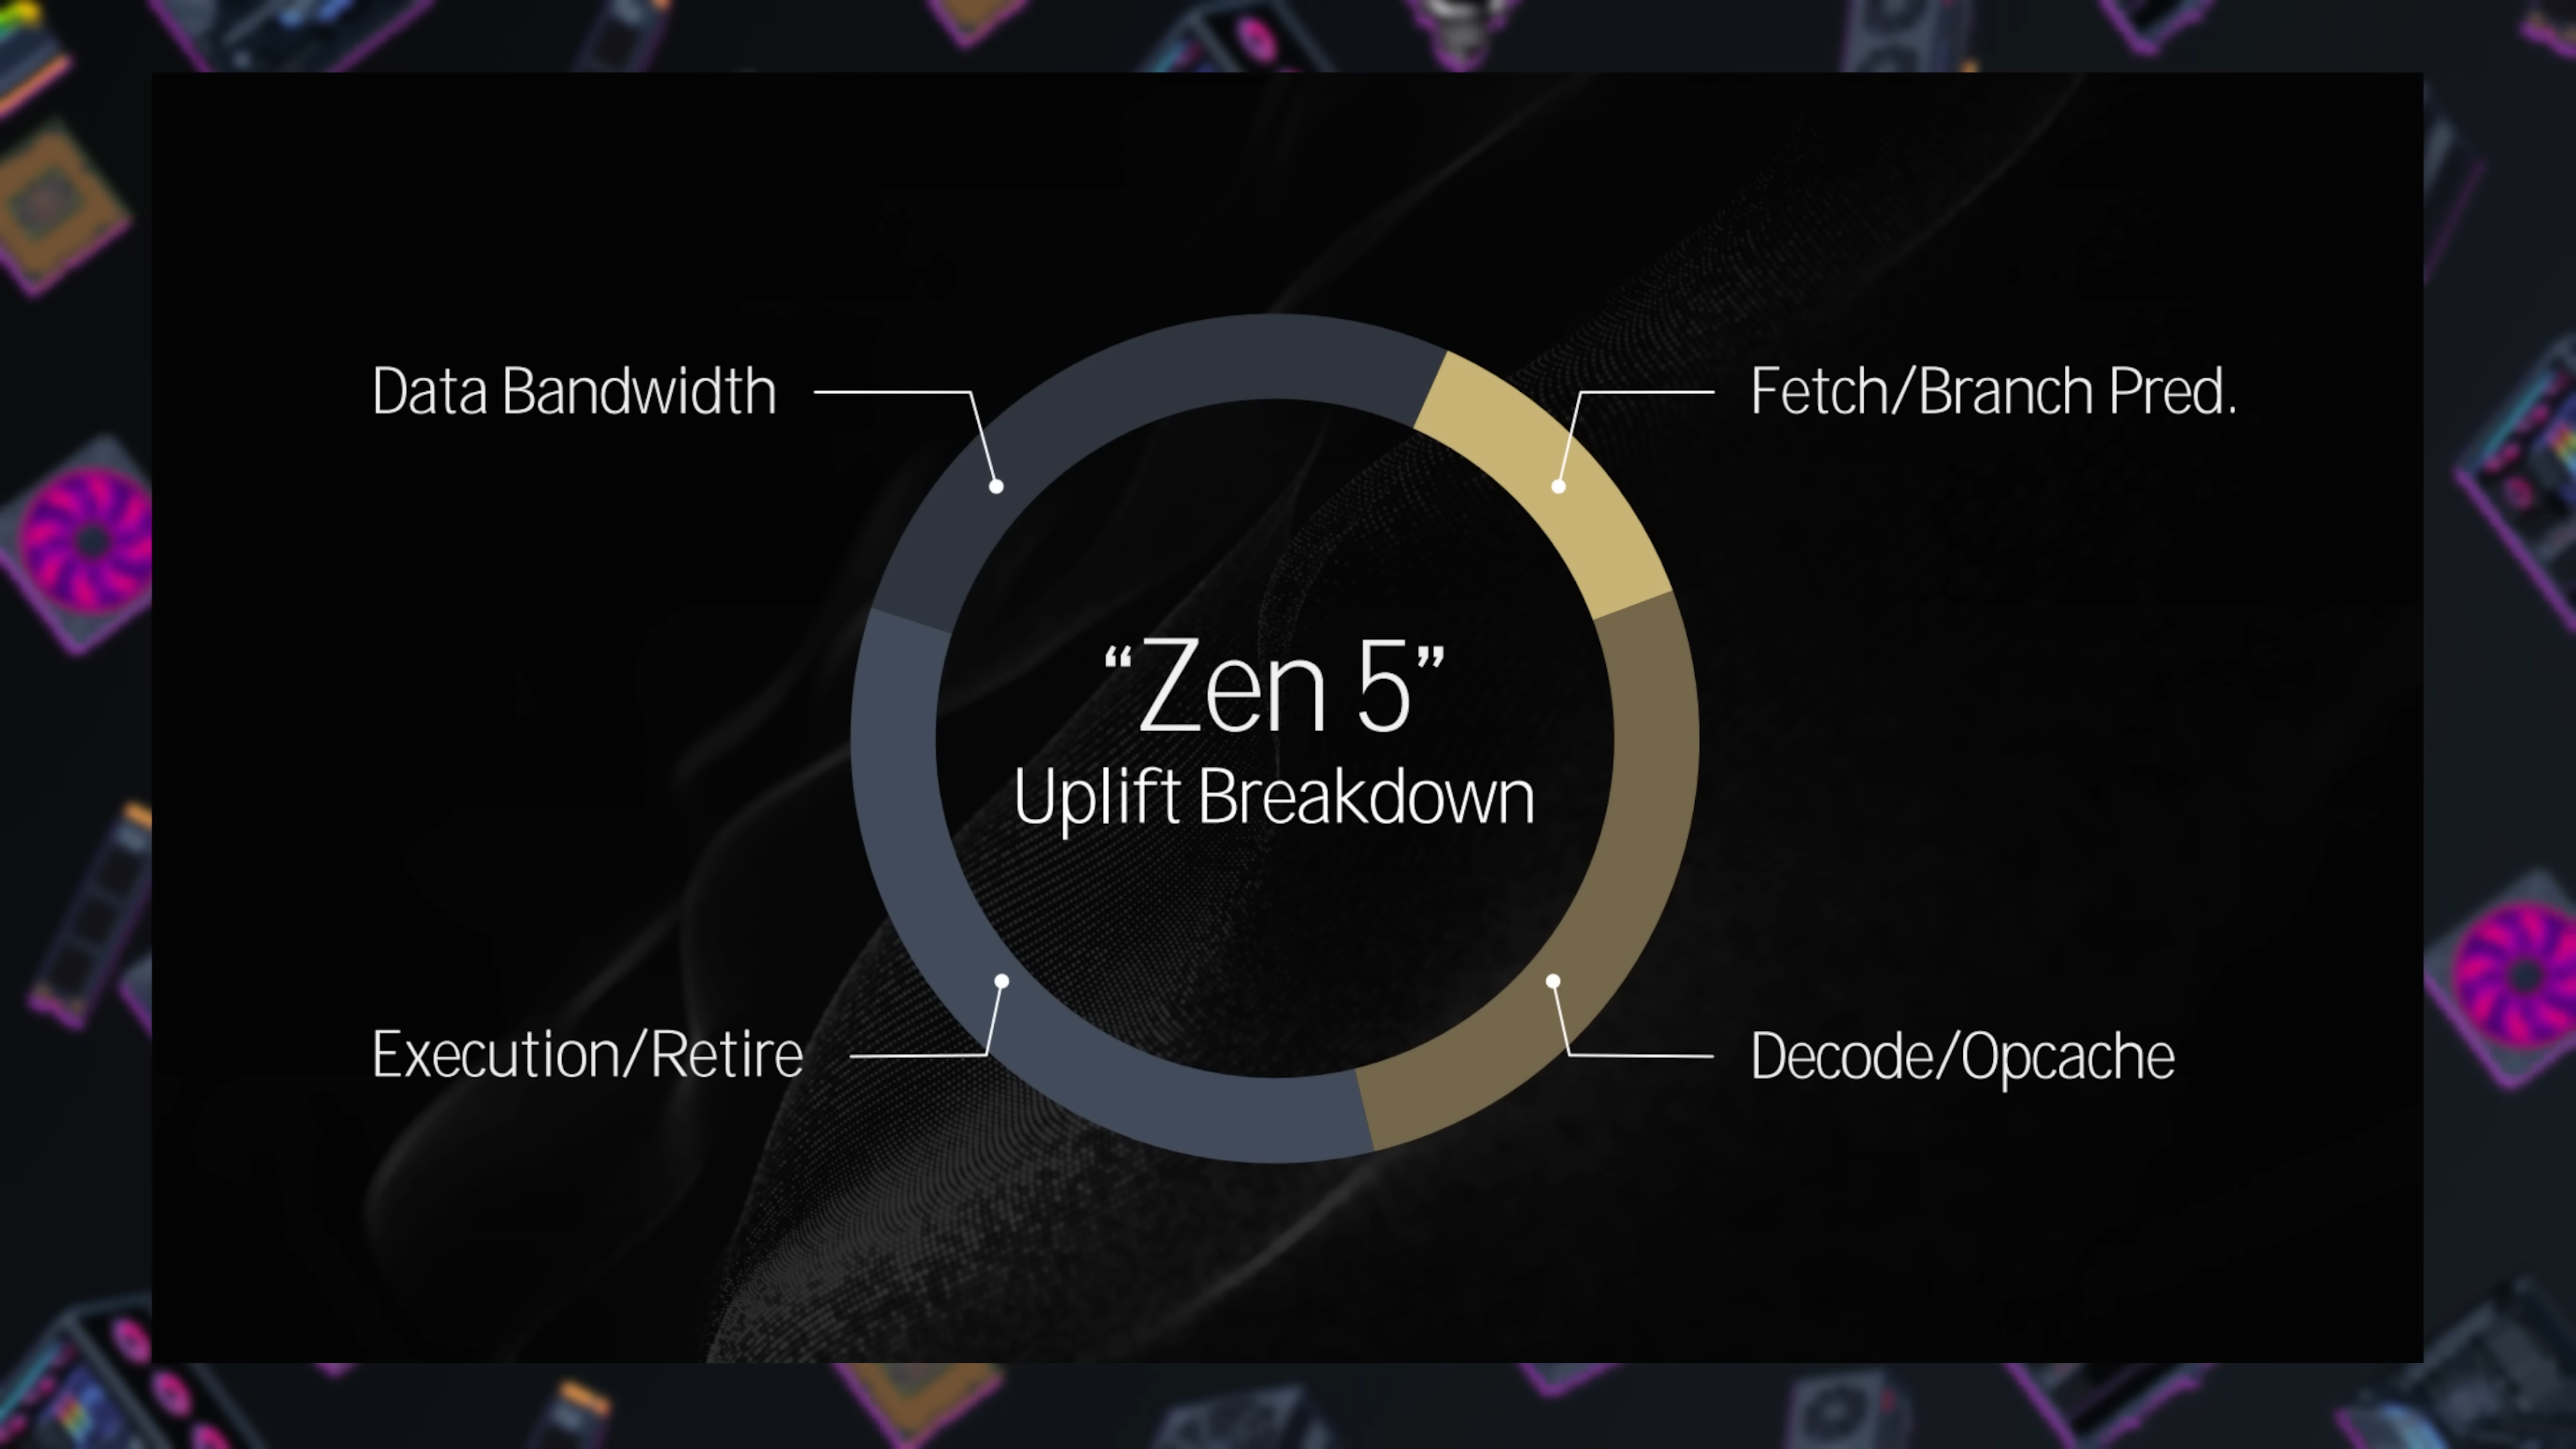 Data Bandwidth
Fetch/Branch Pred.
“Zen 5”
Uplift Breakdown
Execution/Retire
Decode/Opcache